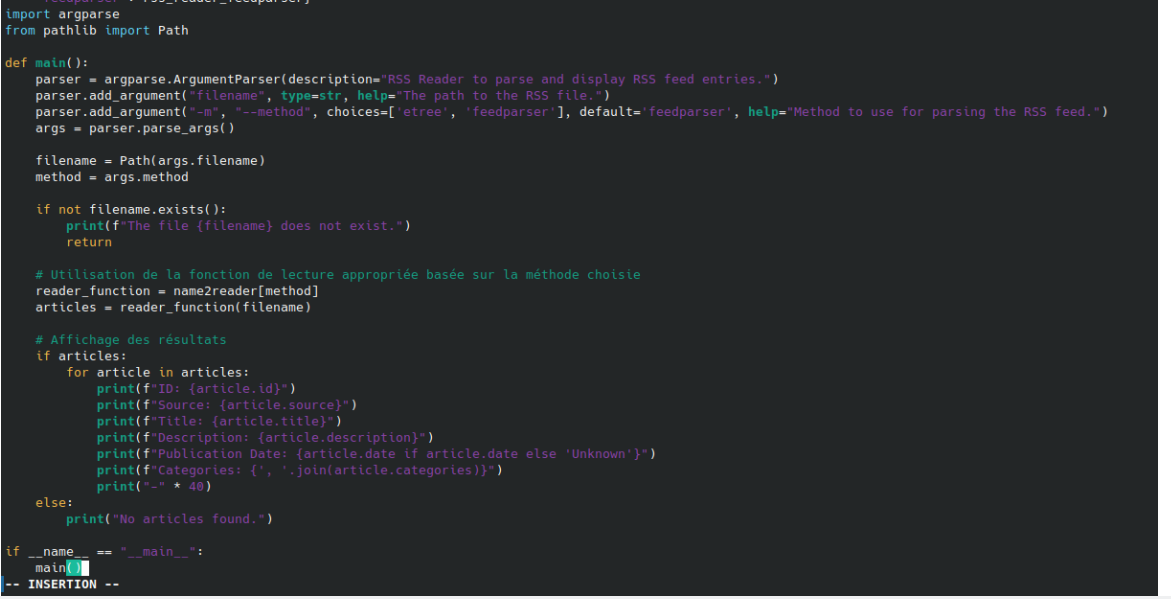 import argparse
from pathlib import Path

def main():
    parser = argparse.ArgumentParser(description="RSS Reader to parse and display RSS feed entries.")
    parser.add_argument("filename", type=str, help="The path to the RSS file.")
    parser.add_argument("-m", "--method", choices=['etree', 'feedparser'], default='feedparser', help="Method to use for parsing the RSS feed.")
    args = parser.parse_args()

    filename = Path(args.filename)
    method = args.method

    if not filename.exists():
        print(f"The file {filename} does not exist.")
        return

    # Utilisation de la fonction de lecture appropriée basée sur la méthode choisie
    reader_function = name2reader[method]
    articles = reader_function(filename)

    # Affichage des résultats
    if articles:
        for article in articles:
            print(f"ID: {article.id}")
            print(f"Source: {article.source}")
            print(f"Title: {article.title}")
            print(f"Description: {article.description}")
            print(f"Publication Date: {article.date if article.date else 'Unknown'}")
            print(f"Categories: {', '.join(article.categories)}")
            print("-" * 40)
    else:
        print("No articles found.")

if __name__ == "__main__":
    main()
-- INSERTION --